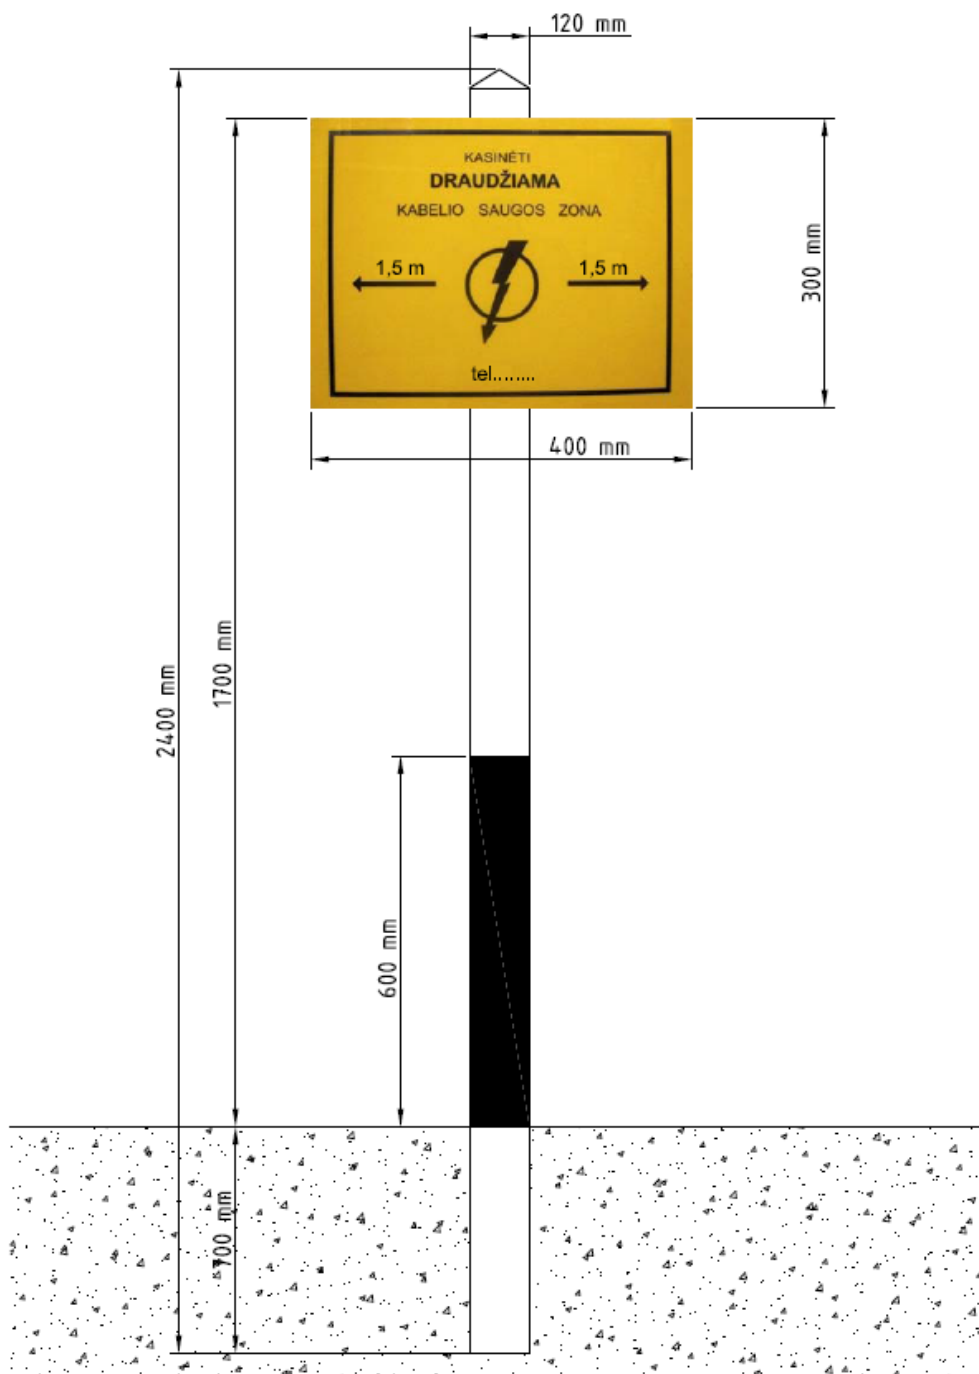 120 mm
KASINĖTI
DRAUDŽIAMA
KABELIO SAUGOS ZONA
1,5 m
1,5 m
tel........
300 mm
400 mm
1700 mm
2400 mm
600 mm
700 mm